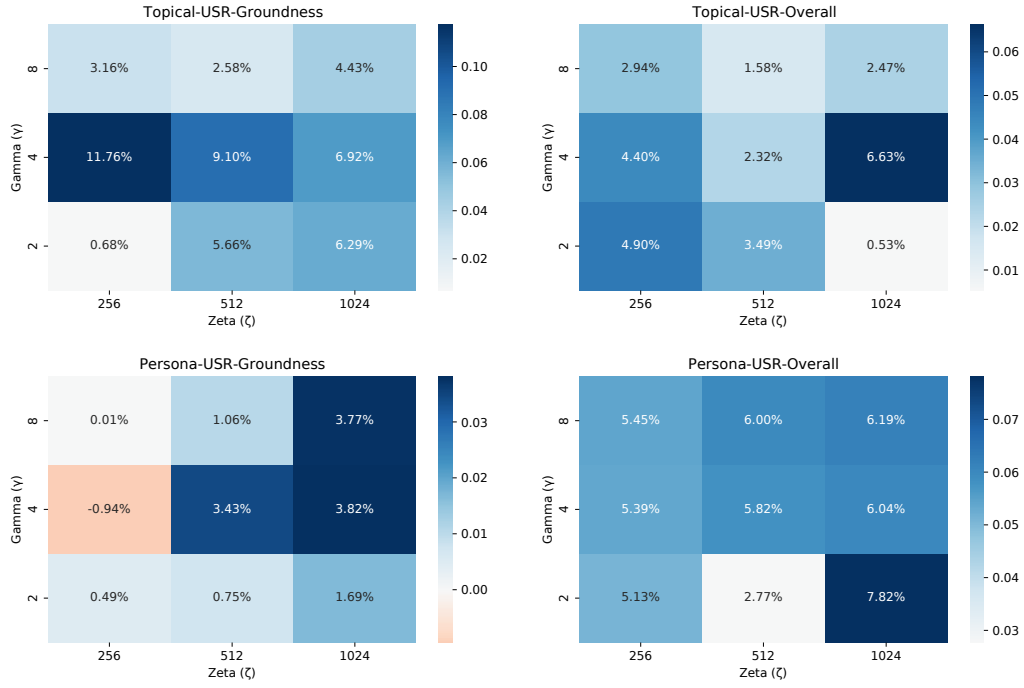 Topical-USR-Groundness
8 3.16% 2.58% 4.43%
4 11.76% 9.10% 6.92%
2 0.68% 5.66% 6.29%
Gamma (γ)
256 512 1024
Zeta (ζ)
0.10
0.08
0.06
0.04
0.02
Topical-USR-Overall
8 2.94% 1.58% 2.47%
4 4.40% 2.32% 6.63%
2 4.90% 3.49% 0.53%
Gamma (γ)
256 512 1024
Zeta (ζ)
0.06
0.05
0.04
0.03
0.02
0.01
Persona-USR-Groundness
8 0.01% 1.06% 3.77%
4 -0.94% 3.43% 3.82%
2 0.49% 0.75% 1.69%
Gamma (γ)
256 512 1024
Zeta (ζ)
0.03
0.02
0.01
0.00
Persona-USR-Overall
8 5.45% 6.00% 6.19%
4 5.39% 5.82% 6.04%
2 5.13% 2.77% 7.82%
Gamma (γ)
256 512 1024
Zeta (ζ)
0.07
0.06
0.05
0.04
0.03